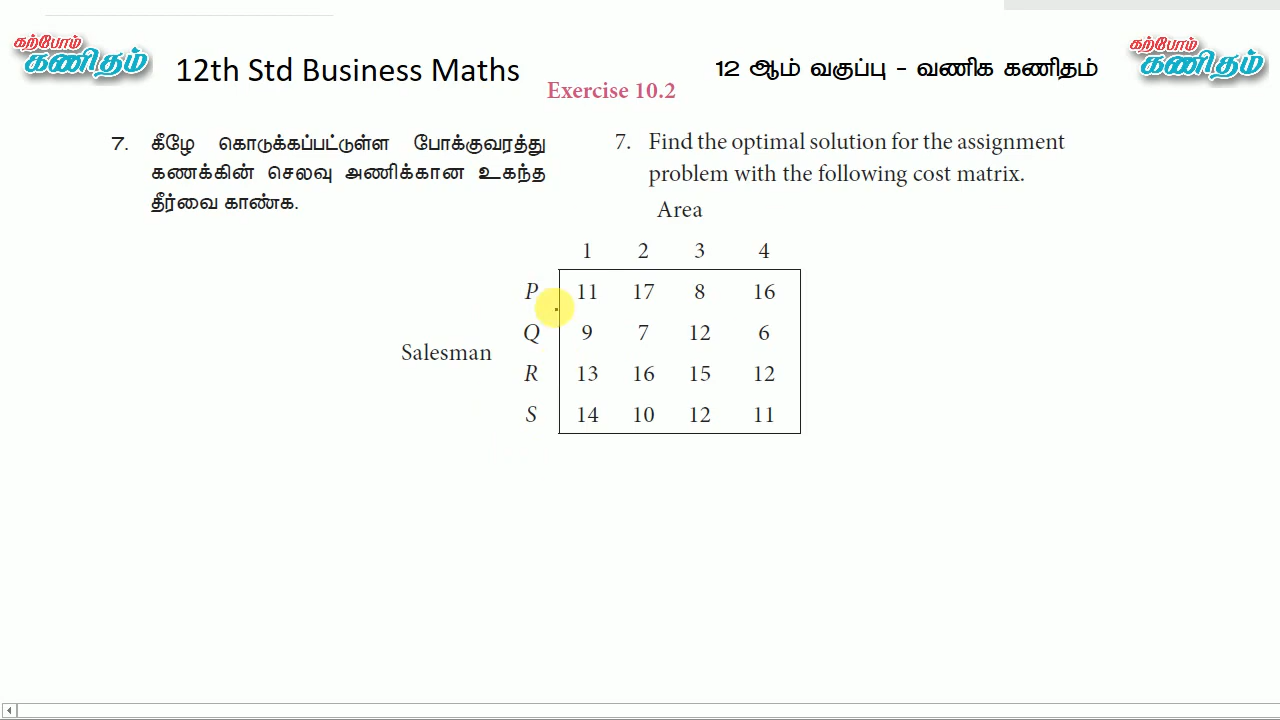 கற்போம்
கணிதம்
12th Std Business Maths
12 ஆம் வகுப்பு - வணிக கணிதம்
கற்போம்
கணிதம்
Exercise 10.2
7. கீழே கொடுக்கப்பட்டுள்ள போக்குவரத்து
கணக்கின் செலவு அணிக்கான உகந்த
தீர்வை காண்க.
7. Find the optimal solution for the assignment
problem with the following cost matrix.
Area
1 2 3 4
P 11 17 8 16
Q 9 7 12 6
Salesman
R 13 16 15 12
S 14 10 12 11